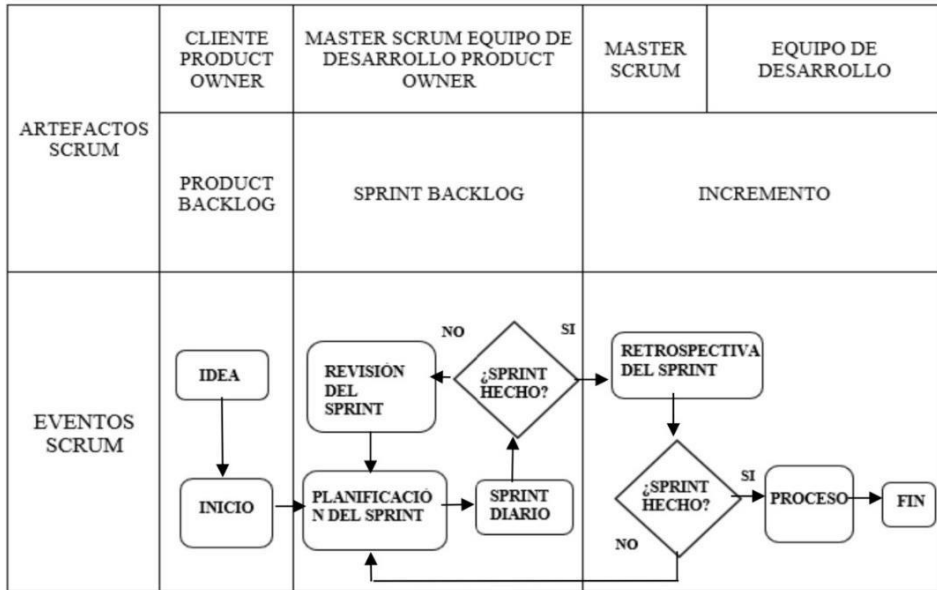 CLIENTE
PRODUCT
OWNER
MASTER SCRUM EQUIPO DE
DESARROLLO PRODUCT
OWNER
MASTER
SCRUM
EQUIPO DE
DESARROLLO
ARTEFACTOS
SCRUM
PRODUCT
BACKLOG
SPRINT BACKLOG
INCREMENTO
EVENTOS
SCRUM
IDEA
INICIO
REVISIÓN
DEL
SPRINT
NO
SI
¿SPRINT
HECHO?
PLANIFICACIÓ
N DEL SPRINT
SPRINT
DIARIO
RETROSPECTIVA
DEL SPRINT
¿SPRINT
HECHO?
SI
NO
PROCESO
FIN